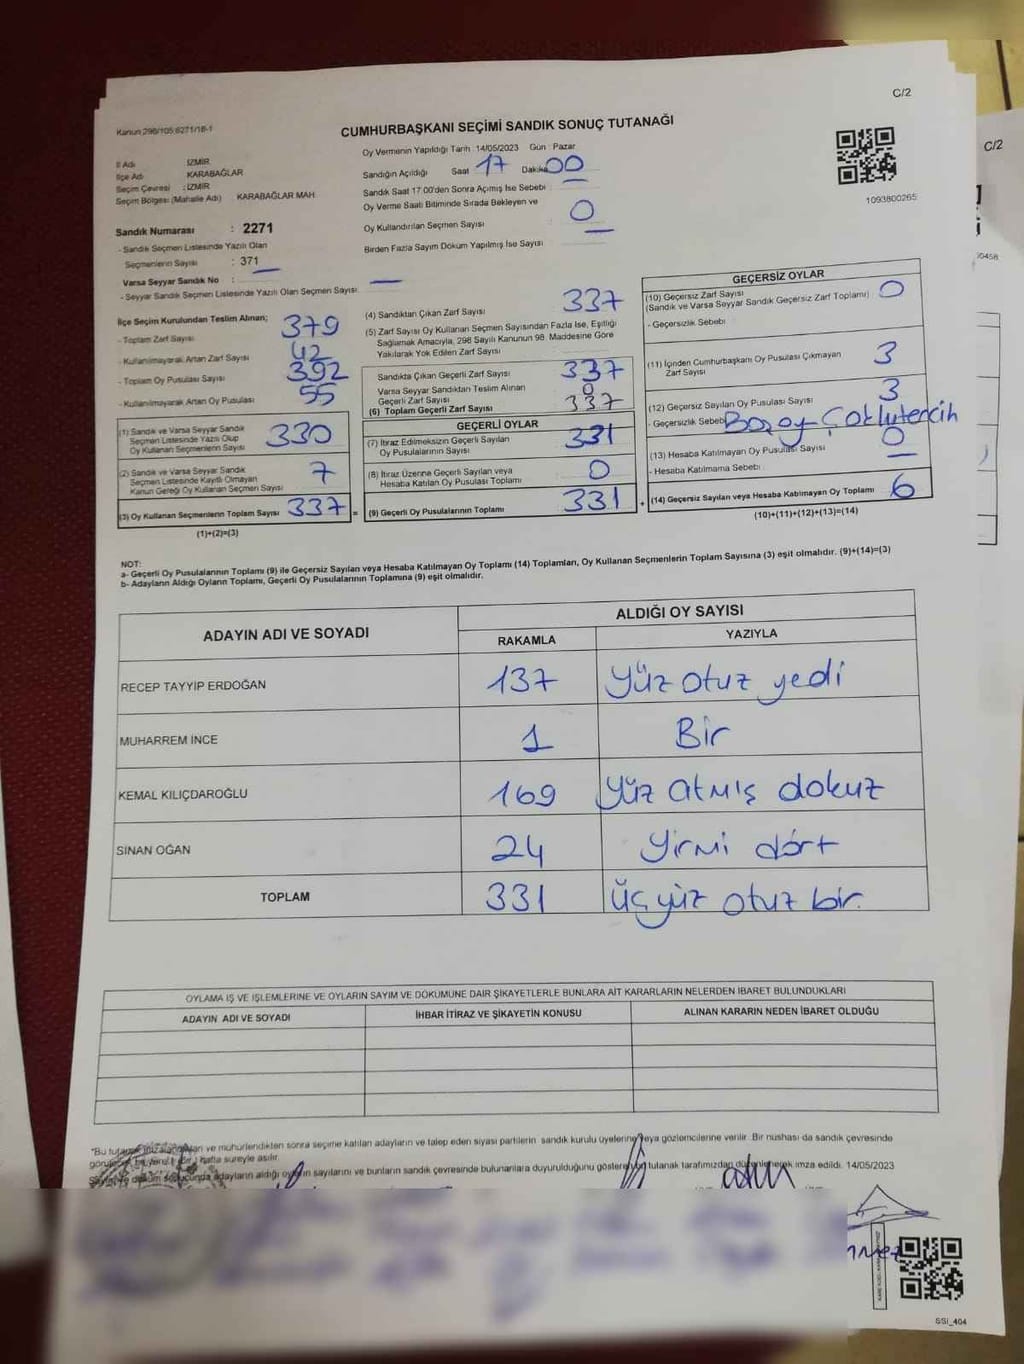 C/2
Kanun 298/105 6271/18-1
CUMHURBAŞKANI SEÇİMİ SANDIK SONUÇ TUTANAĞI
C/2
İl Adı : İZMİR
İlçe Adı : KARABAĞLAR
Seçim Çevresi : İZMİR
Seçim Bölgesi (Mahalle Adı) KARABAĞLAR MAH.
Oy Vermenin Yapıldığı Tarih :14/05/2023 Gün : Pazar
Sandığın Açıldığı Saat 17 Dakika 00
Sandık Saat 17.00'den Sonra Açımış İse Sebebi
Oy Verme Saati Bitiminde Sırada Bekleyen ve
Oy Kullandırılan Seçmen Sayısı 0
Birden Fazla Sayım Döküm Yapılmış İse Sayısı
1093800265
Sandık Numarası : 2271
- Sandık Seçmen Listesinde Yazılı Olan
Seçmenlerin Sayısı : 371
Varsa Seyyar Sandık No :
- Seyyar Sandık Seçmen Listesinde Yazılı Olan Seçmen Sayısı:
İlçe Seçim Kurulundan Teslim Alınan;
- Toplam Zarf Sayısı 379
- Kullanılmayarak Artan Zarf Sayısı 42
- Toplam Oy Pusulası Sayısı 392
- Kullanılmayarak Artan Oy Pusulası 55
(1) Sandık ve Varsa Seyyar Sandık
Seçmen Listesinde Yazılı Olup
Oy Kullanan Seçmenlerin Sayısı 330
(2) Sandık ve Varsa Seyyar Sandık
Seçmen Listesinde Kayıtlı Olmayan
Kanun Gereği Oy Kullanan Seçmen Sayısı 7
(3) Oy Kullanan Seçmenlerin Toplam Sayısı 337 =
(1)+(2)=(3)
(4) Sandıktan Çıkan Zarf Sayısı 337
(5) Zarf Sayısı Oy Kullanan Seçmen Sayısından Fazla İse, Eşitliği
Sağlamak Amacıyla, 298 Sayılı Kanunun 98. Maddesine Göre
Yakılarak Yok Edilen Zarf Sayısı
Sandıkta Çıkan Geçerli Zarf Sayısı 337
Varsa Seyyar Sandıktan Teslim Alınan
Geçerli Zarf Sayısı 0
(6) Toplam Geçerli Zarf Sayısı 337
GEÇERLİ OYLAR
(7) İtiraz Edilmeksizin Geçerli Sayılan
Oy Pusulalarının Sayısı 331
(8) İtiraz Üzerine Geçerli Sayılan veya
Hesaba Katılan Oy Pusulası Toplamı 0
(9) Geçerli Oy Pusulalarının Toplamı 331 +
GEÇERSİZ OYLAR
(10) Geçersiz Zarf Sayısı
(Sandık ve Varsa Seyyar Sandık Geçersiz Zarf Toplamı) 0
- Geçersizlik Sebebi :
(11) İçinden Cumhurbaşkanı Oy Pusulası Çıkmayan
Zarf Sayısı 3
(12) Geçersiz Sayılan Oy Pusulası Sayısı 3
- Geçersizlik Sebebi Boş oy Çoklu tercih
(13) Hesaba Katılmayan Oy Pusulası Sayısı 0
- Hesaba Katılmama Sebebi :
(14) Geçersiz Sayılan veya Hesaba Katılmayan Oy Toplamı 6
(10)+(11)+(12)+(13)=(14)
NOT:
a- Geçerli Oy Pusulalarının Toplamı (9) ile Geçersiz Sayılan veya Hesaba Katılmayan Oy Toplamı (14) Toplamları, Oy Kullanan Seçmenlerin Toplam Sayısına (3) eşit olmalıdır. (9)+(14)=(3)
b- Adayların Aldığı Oyların Toplamı, Geçerli Oy Pusulalarının Toplamına (9) eşit olmalıdır.
ADAYIN ADI VE SOYADI
ALDIĞI OY SAYISI
RAKAMLA YAZIYLA
RECEP TAYYİP ERDOĞAN 137 Yüz otuz yedi
MUHARREM İNCE 1 Bir
KEMAL KILIÇDAROĞLU 169 Yüz atmış dokuz
SİNAN OĞAN 24 Yirmi dört
TOPLAM 331 üç yüz otuz bir.
OYLAMA İŞ VE İŞLEMLERİNE VE OYLARIN SAYIM VE DÖKÜMÜNE DAİR ŞİKAYETLERLE BUNLARA AİT KARARLARIN NELERDEN İBARET BULUNDUKLARI
ADAYIN ADI VE SOYADI İHBAR İTİRAZ VE ŞİKAYETİN KONUSU ALINAN KARARIN NEDEN İBARET OLDUĞU
ve mühürlendikten sonra seçime katılan adayların ve talep eden siyasi partilerin sandık kurulu üyelerine veya gözlemcilerine verilir. Bir nüshası da sandık çevresinde
hafta süreyle asılır.
adayların aldığı oyların sayılarını ve bunların sandık çevresinde bulunanlara duyurulduğunu gösteren tutanak tarafımızdan düzenlenerek imza edildi. 14/05/2023
SSI_404